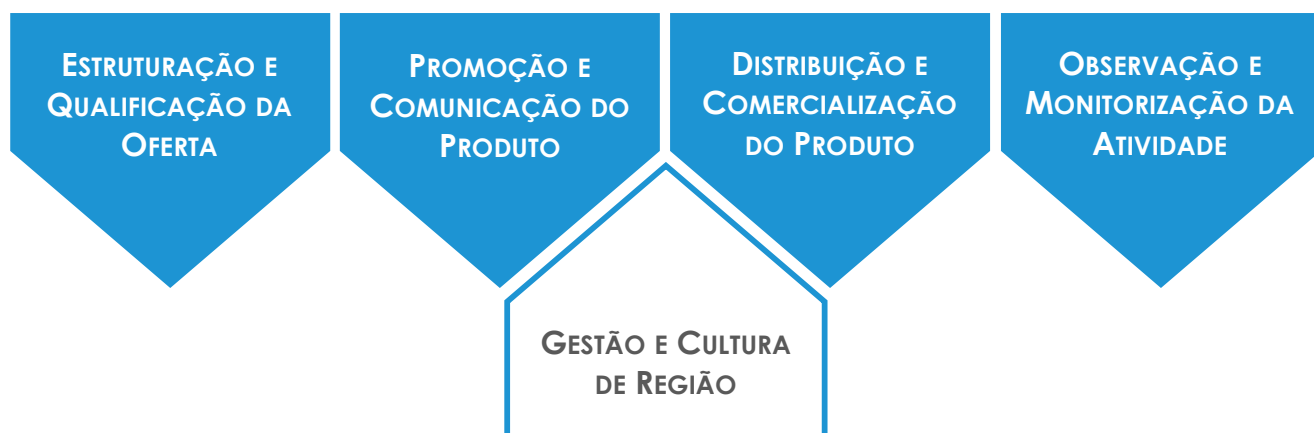 Estruturação e
Qualificação da
Oferta
Promoção e
Comunicação do
Produto
Distribuição e
Comercialização
do Produto
Observação e
Monitorização da
Atividade
Gestão e Cultura
de Região